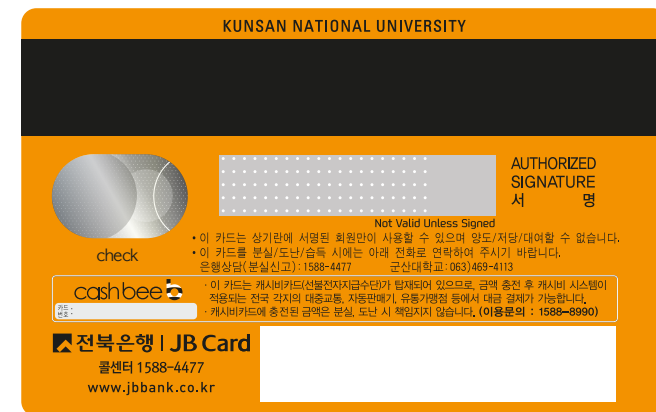 KUNSAN NATIONAL UNIVERSITY
AUTHORIZED
SIGNATURE
서 명
Not Valid Unless Signed
check
• 이 카드는 상기란에 서명된 회원만이 사용할 수 있으며 양도/저당/대여할 수 없습니다.
• 이 카드를 분실/도난/습득 시에는 아래 전화로 연락하여 주시기 바랍니다.
은행상담(분실신고):1588-4477 군산대학교:063)469-4113
cashbee b
카드 ·
번호 ·
· 이 카드는 캐시비카드(선불전자지급수단)가 탑재되어 있으므로, 금액 충전 후 캐시비 시스템이
적용되는 전국 각지의 대중교통, 자동판매기, 유통가맹점 등에서 대금 결제가 가능합니다.
· 캐시비카드에 충전된 금액은 분실, 도난 시 책임지지 않습니다. (이용문의 : 1588-8990)
전북은행 | JB Card
콜센터 1588-4477
www.jbbank.co.kr